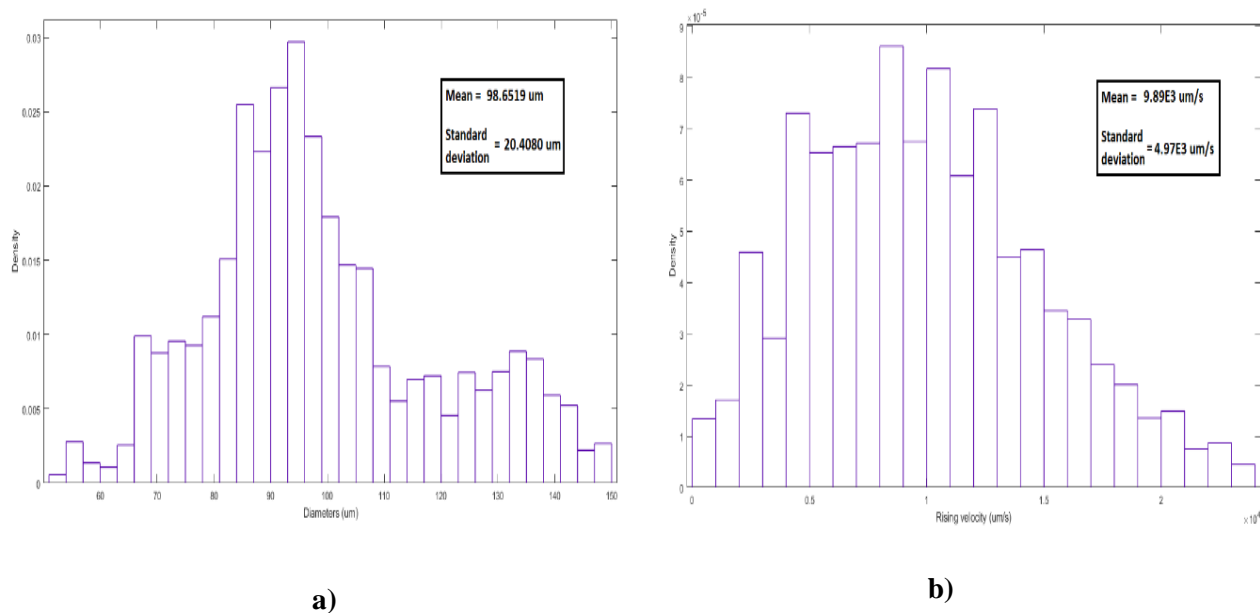 0.03
0.025
0.02
0.015
0.01
0.005
0
Density
Mean = 98.6519 um
Standard
deviation = 20.4080 um
60 70 80 90 100 110 120 130 140 150
Diameters (um)
a)
×10⁻⁵
9
8
7
6
5
4
3
2
1
0
Density
Mean = 9.89E3 um/s
Standard
deviation = 4.97E3 um/s
0 0.5 1 1.5 2
×10⁴
Rising velocity (um/s)
b)